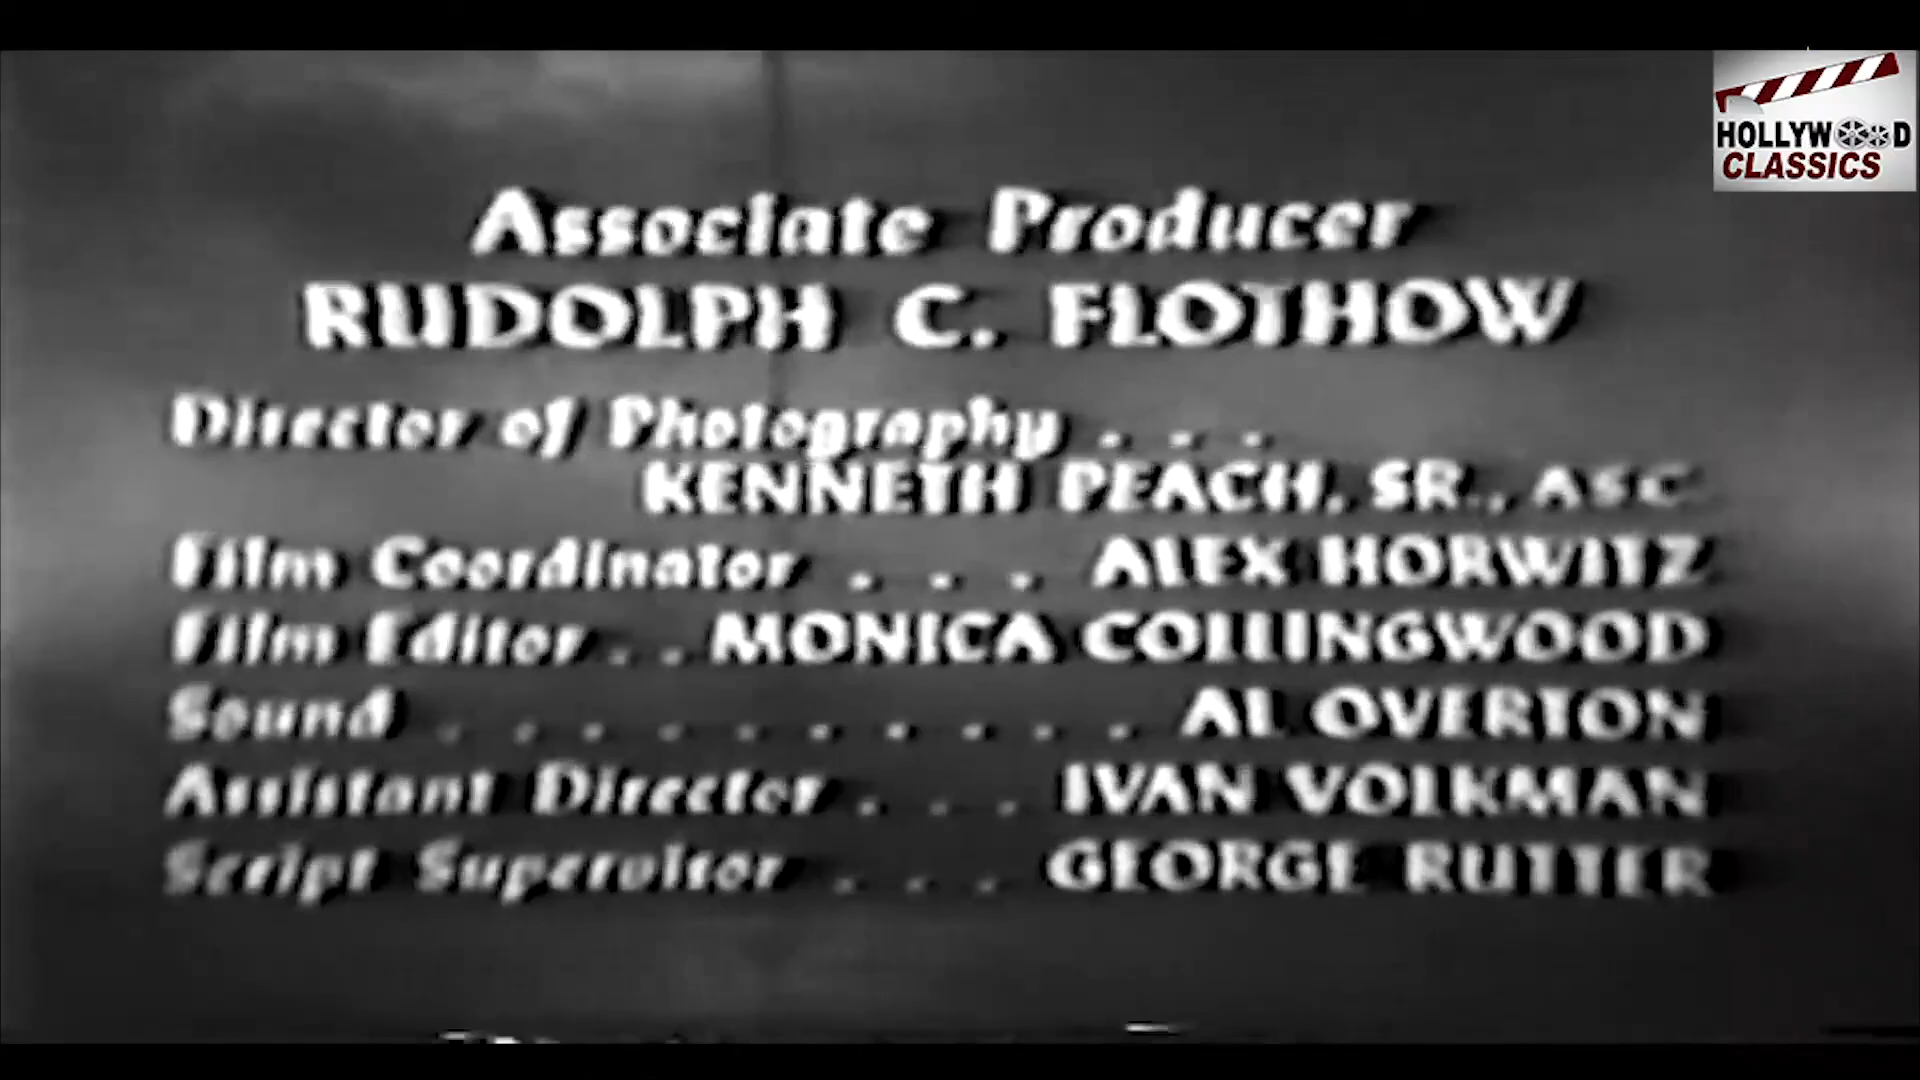 HOLLYWOOD
CLASSICS
Associate Producer
RUDOLPH C. FLOTHOW
Director of Photography . . .
KENNETH PEACH, SR., ASC
Film Coordinator . . . ALEX HORWITZ
Film Editor . . MONICA COLLINGWOOD
Sound . . . . . . . . . . AL OVERTON
Assistant Director . . . IVAN VOLKMAN
Script Supervisor . . . GEORGE RUTTER